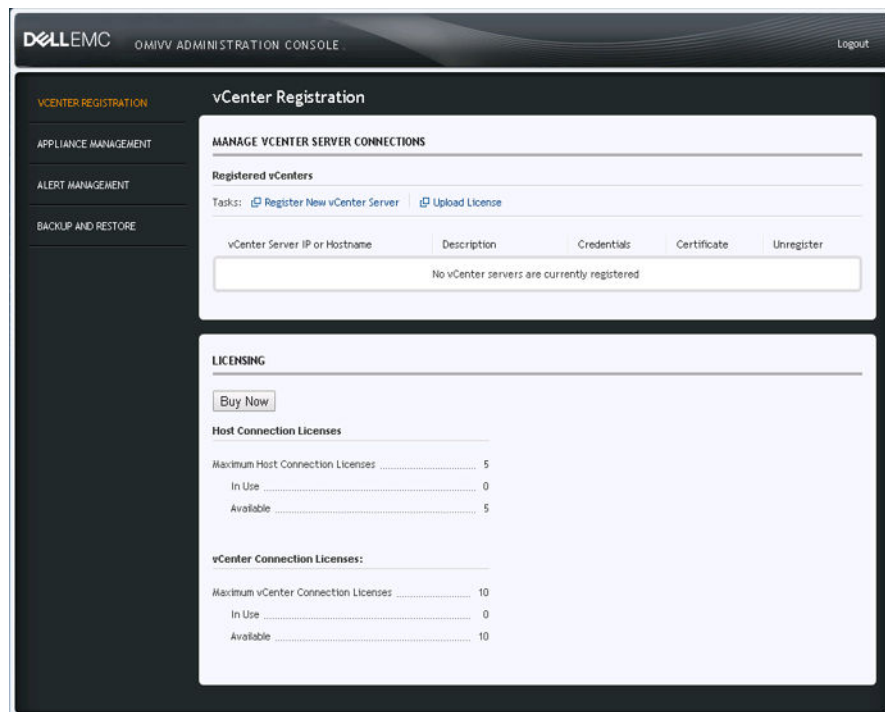 DELLEMC OMIVV ADMINISTRATION CONSOLE
Logout
VCENTER REGISTRATION
APPLIANCE MANAGEMENT
ALERT MANAGEMENT
BACKUP AND RESTORE
vCenter Registration
MANAGE VCENTER SERVER CONNECTIONS
Registered vCenters
Tasks: Register New vCenter Server Upload License
vCenter Server IP or Hostname Description Credentials Certificate Unregister
No vCenter servers are currently registered
LICENSING
Buy Now
Host Connection Licenses
Maximum Host Connection Licenses 5
In Use 0
Available 5
vCenter Connection Licenses:
Maximum vCenter Connection Licenses 10
In Use 0
Available 10